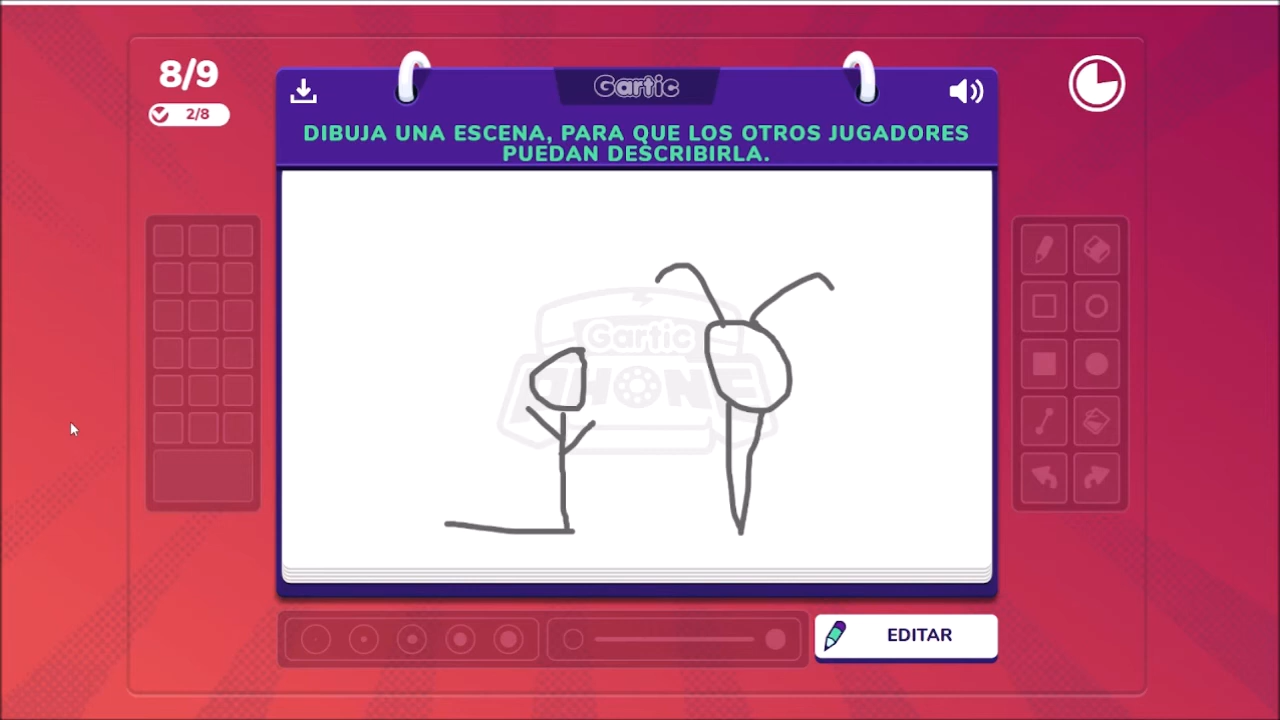 8/9
2/8
Gartic
DIBUJA UNA ESCENA, PARA QUE LOS OTROS JUGADORES
PUEDAN DESCRIBIRLA.
Gartic
PHONE
EDITAR